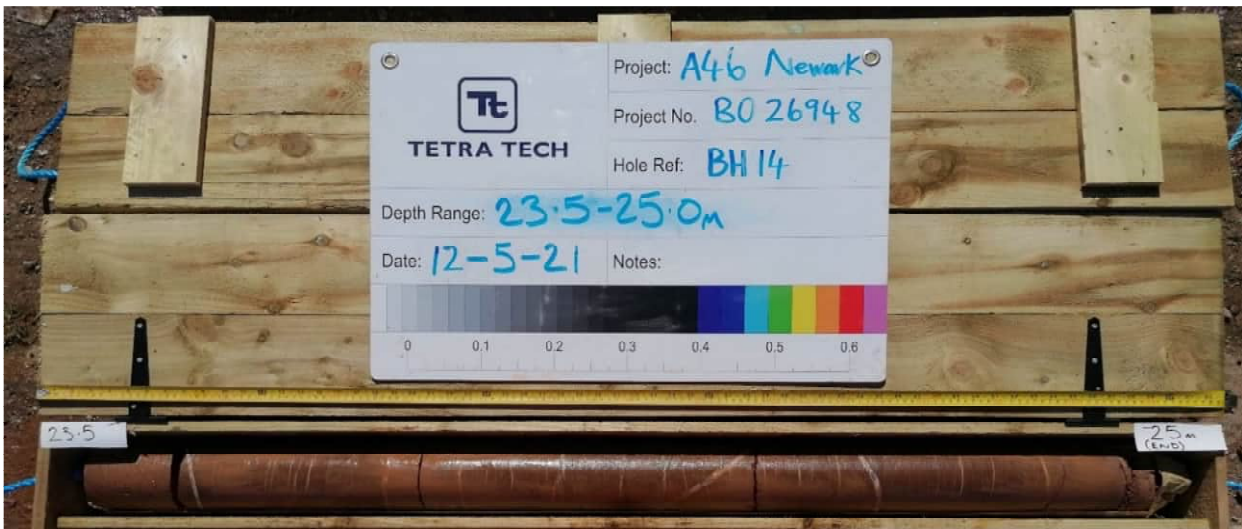 Tt
TETRA TECH
Project: A46 Newark
Project No. BO 26948
Hole Ref: BH 14
Depth Range: 23.5-25.0m
Date: 12-5-21 Notes:
0 0.1 0.2 0.3 0.4 0.5 0.6
23.5
25m
(END)